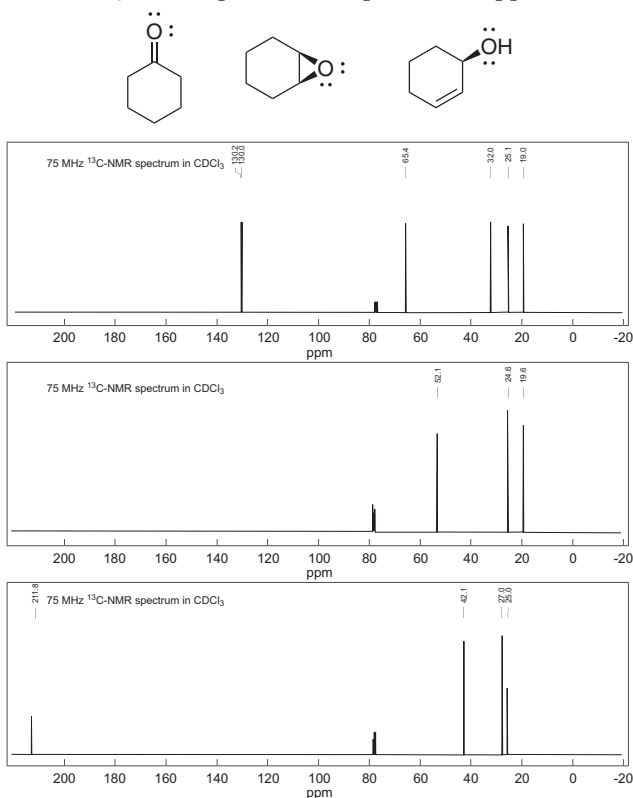 O
O
OH
75 MHz ¹³C-NMR spectrum in CDCl₃
130.2
130.0
65.4
32.0
25.1
19.0
200 180 160 140 120 100 80 60 40 20 0 -20
ppm
75 MHz ¹³C-NMR spectrum in CDCl₃
52.1
24.6
19.6
200 180 160 140 120 100 80 60 40 20 0 -20
ppm
211.8
75 MHz ¹³C-NMR spectrum in CDCl₃
42.1
27.0
25.0
200 180 160 140 120 100 80 60 40 20 0 -20
ppm